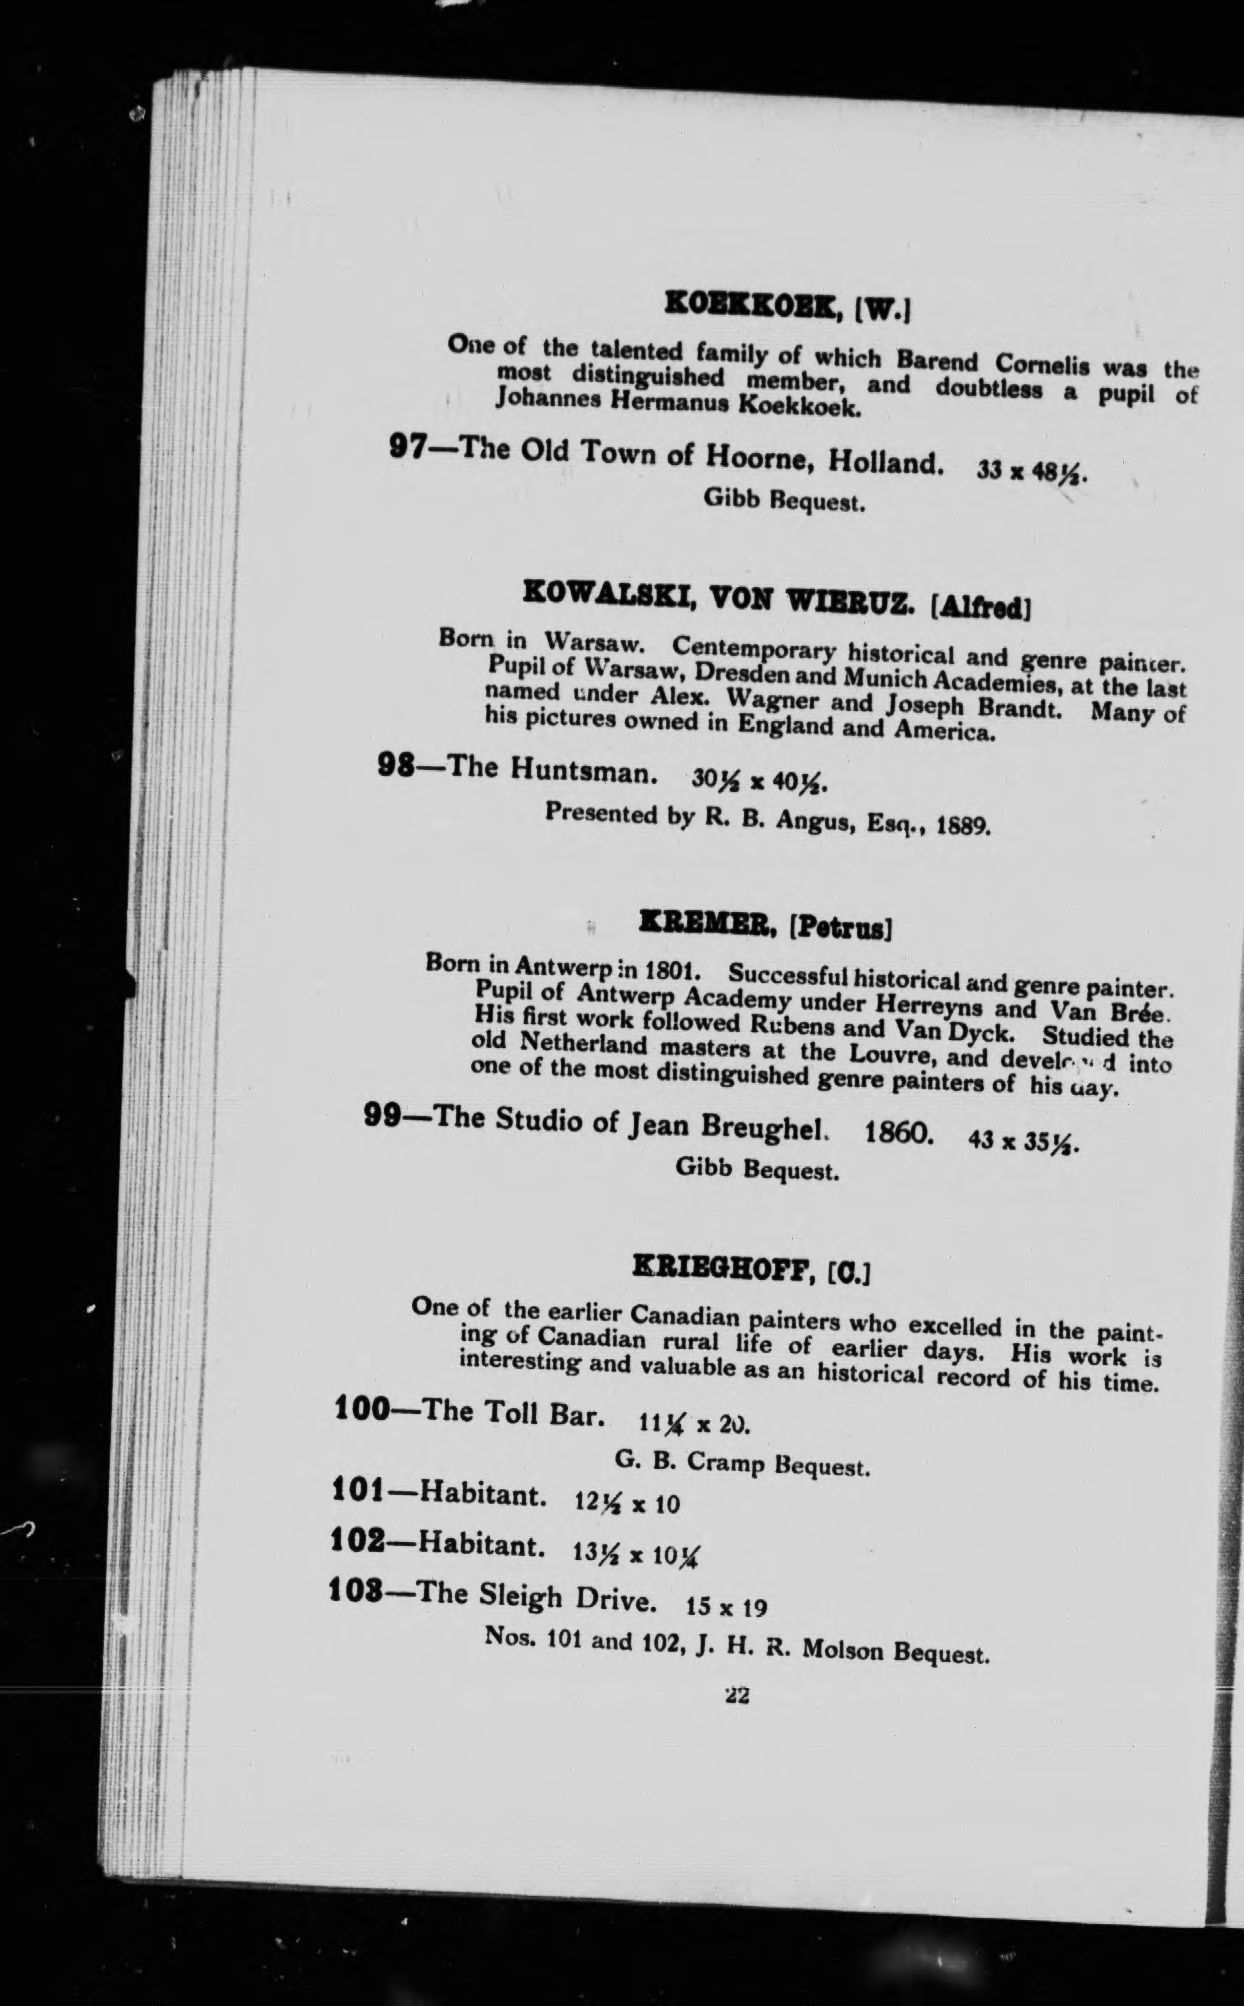 KOEKKOEK, [W.]
One of the talented family of which Barend Cornelis was the
most distinguished member, and doubtless a pupil of
Johannes Hermanus Koekkoek.
97—The Old Town of Hoorne, Holland. 33 x 48½.
Gibb Bequest.
KOWALSKI, VON WIERUZ. [Alfred]
Born in Warsaw. Centemporary historical and genre painter.
Pupil of Warsaw, Dresden and Munich Academies, at the last
named under Alex. Wagner and Joseph Brandt. Many of
his pictures owned in England and America.
98—The Huntsman. 30½ x 40½.
Presented by R. B. Angus, Esq., 1889.
KREMER, [Petrus]
Born in Antwerp in 1801. Successful historical and genre painter.
Pupil of Antwerp Academy under Herreyns and Van Brée.
His first work followed Rubens and Van Dyck. Studied the
old Netherland masters at the Louvre, and into
one of the most distinguished genre painters of his day.
99—The Studio of Jean Breughel. 1860. 43 x 35½.
Gibb Bequest.
KRIEGHOFF, [C.]
One of the earlier Canadian painters who excelled in the paint-
ing of Canadian rural life of earlier days. His work is
interesting and valuable as an historical record of his time.
100—The Toll Bar. 11¼ x 20.
G. B. Cramp Bequest.
101—Habitant. 12½ x 10
102—Habitant. 13½ x 10¼
103—The Sleigh Drive. 15 x 19
Nos. 101 and 102, J. H. R. Molson Bequest.
22